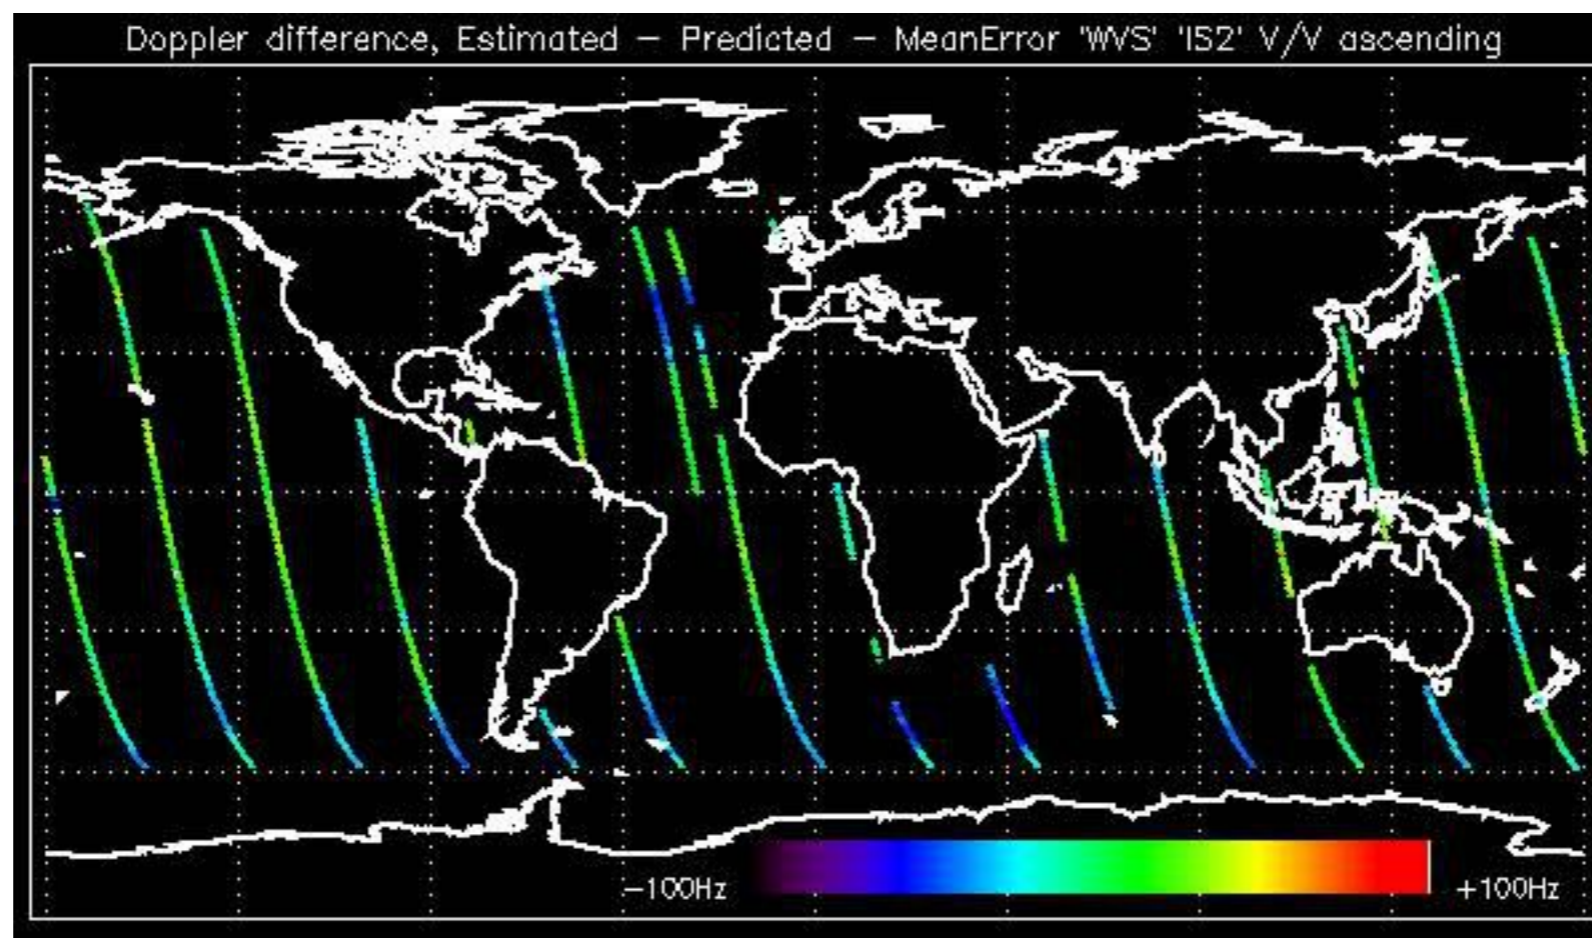 Doppler difference, Estimated – Predicted – MeanError 'WVS' 'IS2' V/V ascending
−100Hz
+100Hz